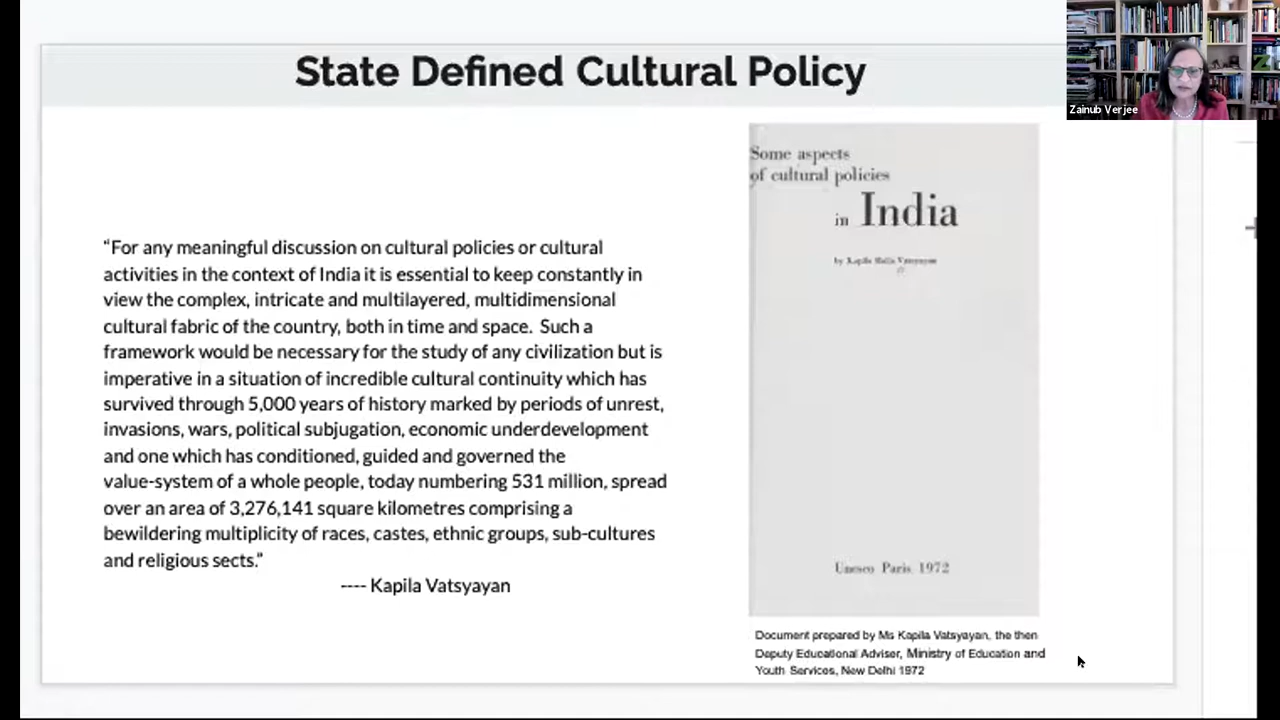 State Defined Cultural Policy
Zainub Verjee
Some aspects
of cultural policies
in India
by Kapila Malik Vatsyayan
“For any meaningful discussion on cultural policies or cultural
activities in the context of India it is essential to keep constantly in
view the complex, intricate and multilayered, multidimensional
cultural fabric of the country, both in time and space. Such a
framework would be necessary for the study of any civilization but is
imperative in a situation of incredible cultural continuity which has
survived through 5,000 years of history marked by periods of unrest,
invasions, wars, political subjugation, economic underdevelopment
and one which has conditioned, guided and governed the
value-system of a whole people, today numbering 531 million, spread
over an area of 3,276,141 square kilometres comprising a
bewildering multiplicity of races, castes, ethnic groups, sub-cultures
and religious sects.”
---- Kapila Vatsyayan
Unesco Paris 1972
Document prepared by Ms Kapila Vatsyayan, the then
Deputy Educational Adviser, Ministry of Education and
Youth Services, New Delhi 1972